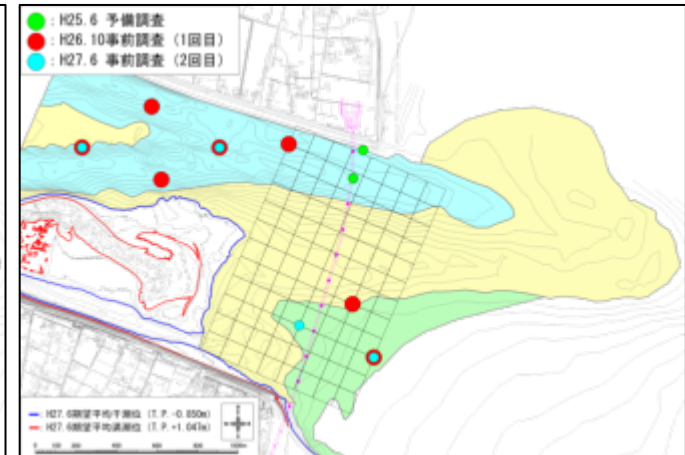 : H25.6 予備調査
: H26.10事前調査 (1回目)
: H27.6 事前調査 (2回目)
: H27.6朔望平均干潮位 (T.P.-0.850m)
: H27.6朔望平均満潮位 (T.P.+1.041m)